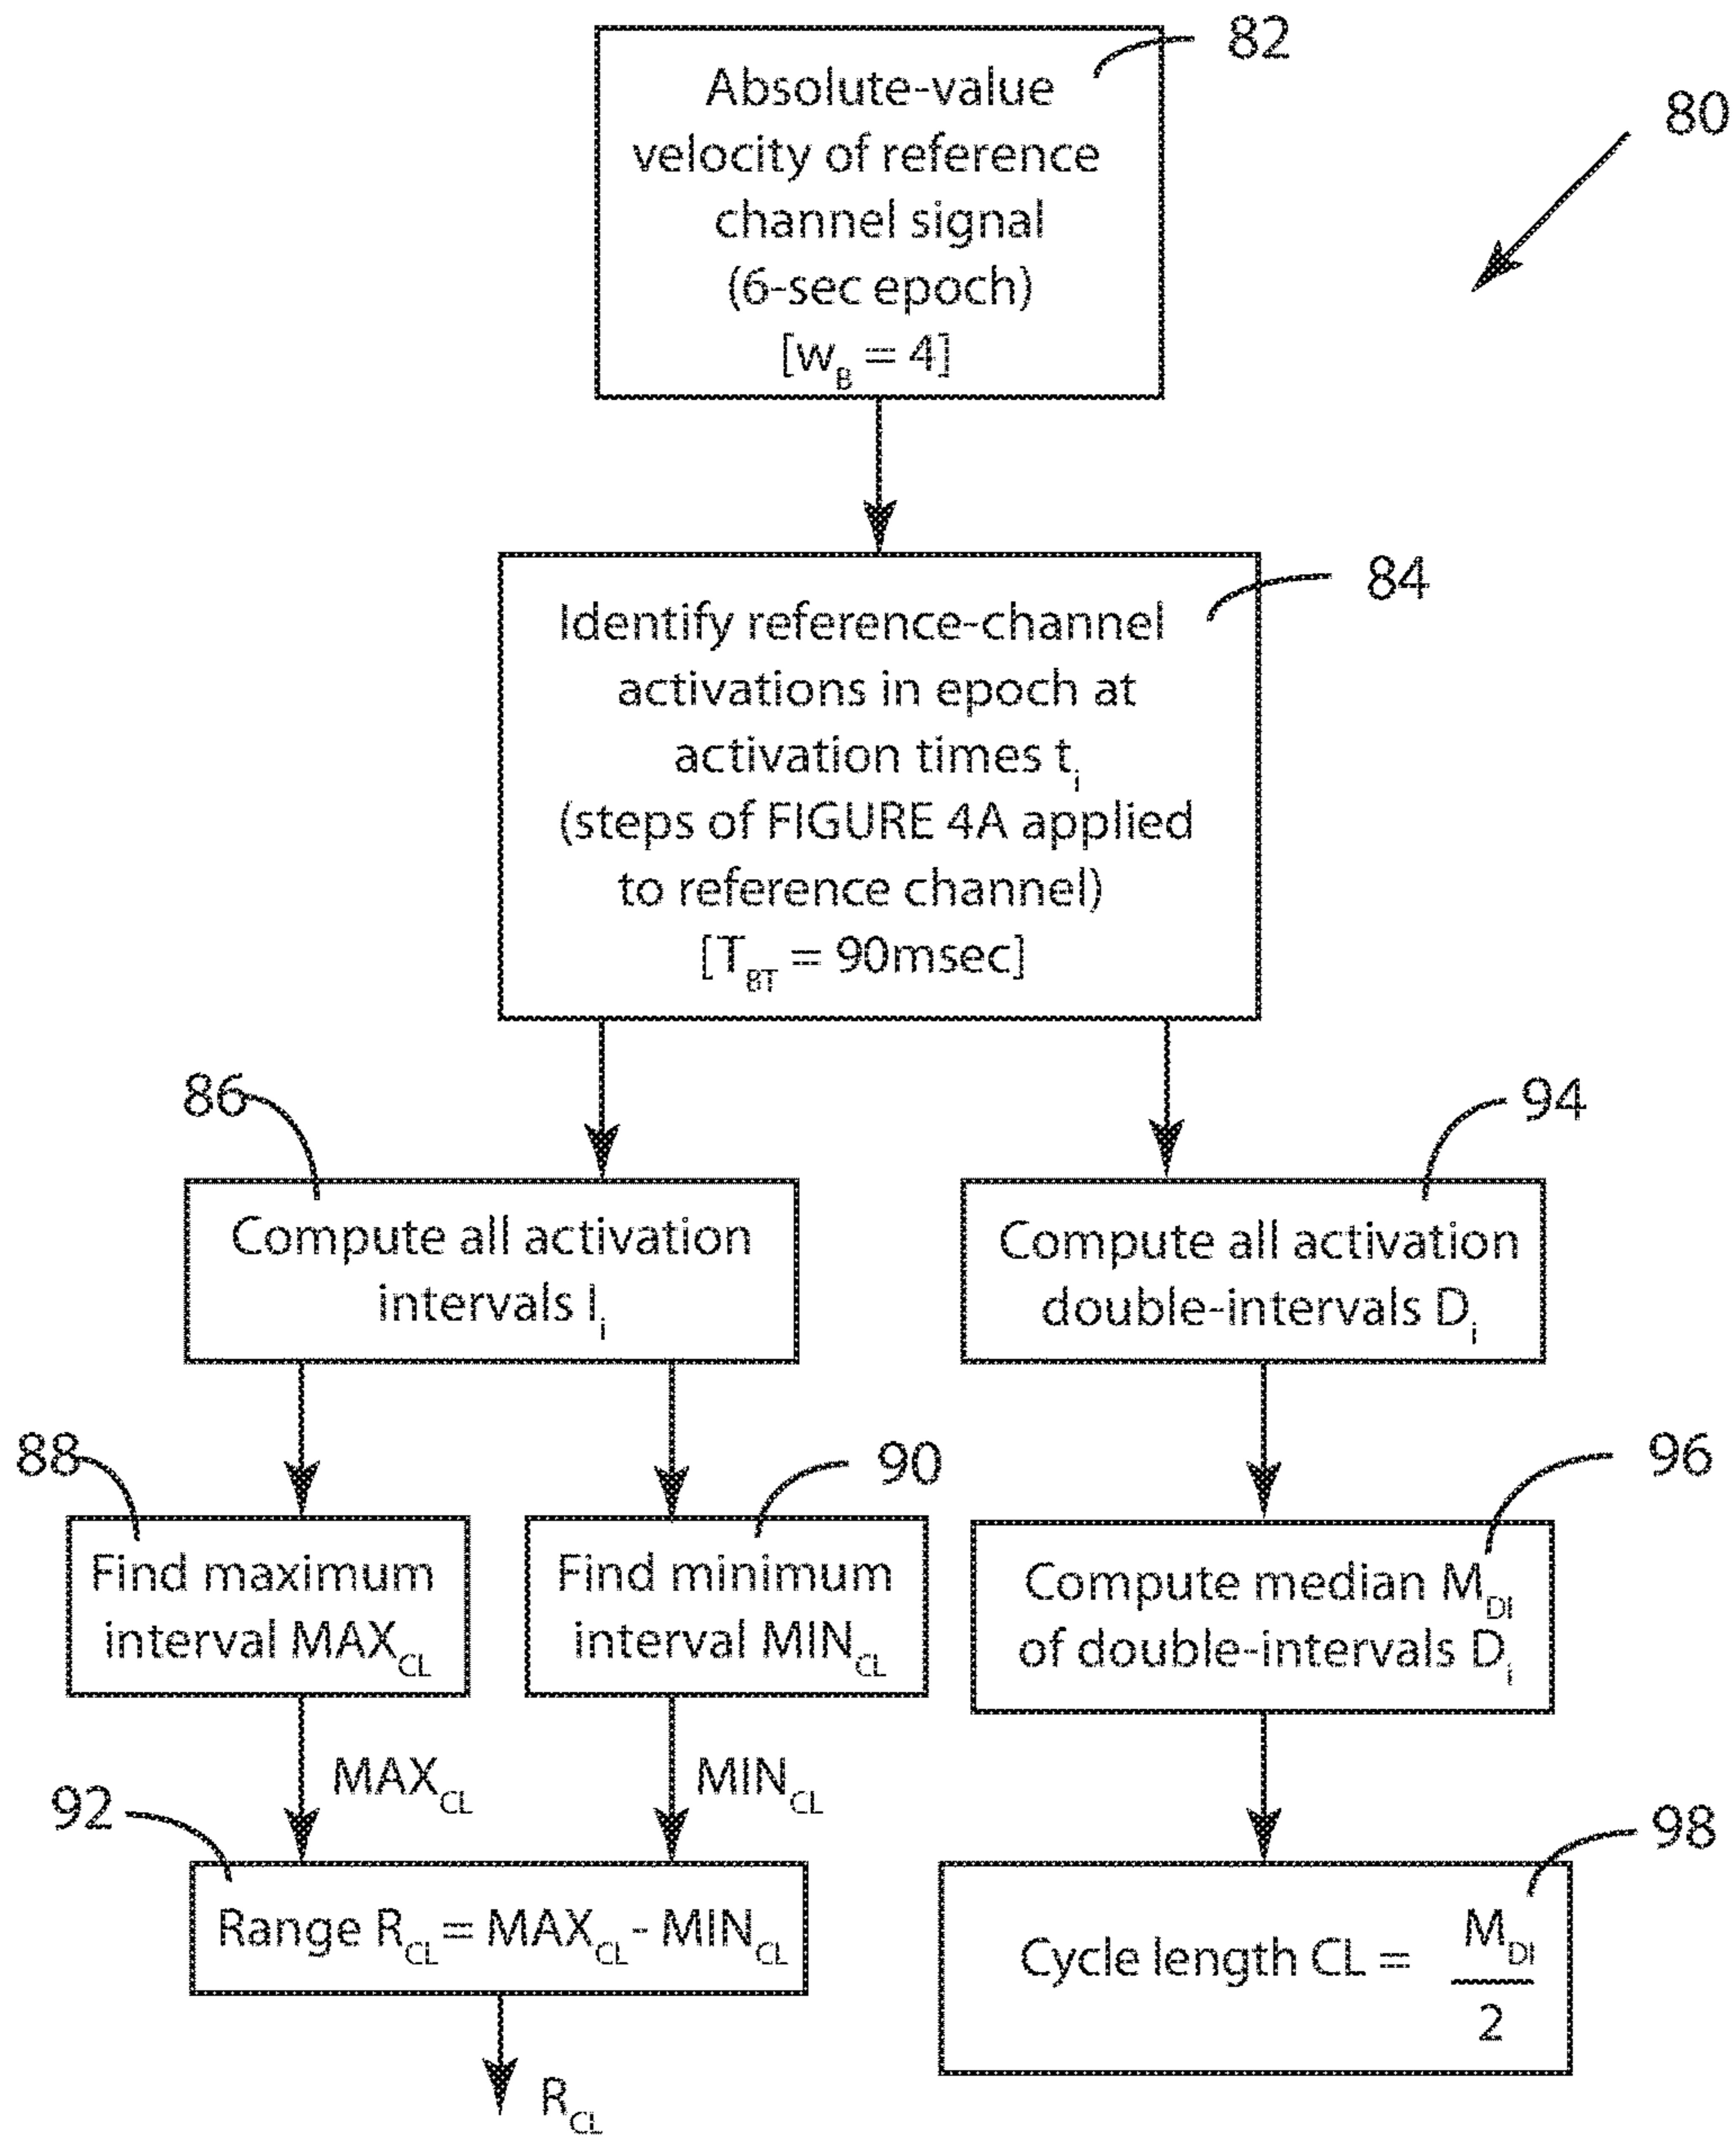 82
80
Absolute-value
velocity of reference
channel signal
(6-sec epoch)
[w_B = 4]
84
Identify reference-channel
activations in epoch at
activation times t_i
(steps of FIGURE 4A applied
to reference channel)
[T_BT = 90msec]
86
94
Compute all activation
intervals I_i
Compute all activation
double-intervals D_i
88
90
96
Find maximum
interval MAX_CL
Find minimum
interval MIN_CL
Compute median M_DI
of double-intervals D_i
MAX_CL
MIN_CL
92
98
Range R_CL = MAX_CL - MIN_CL
Cycle length CL = M_DI / 2
R_CL